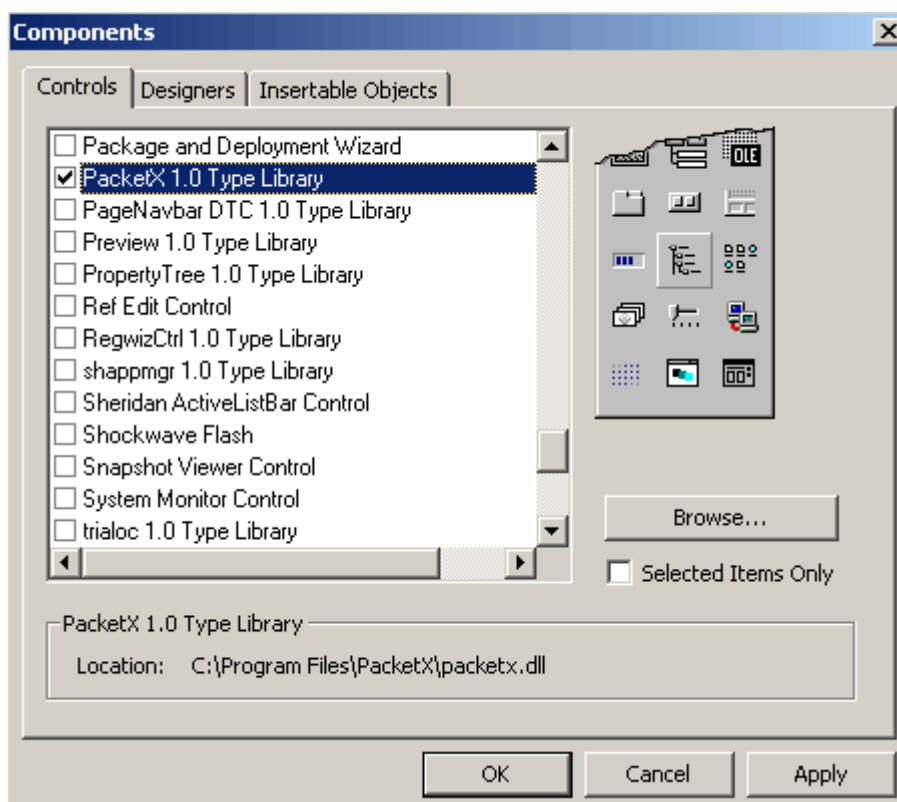 Components
Controls Designers Insertable Objects
Package and Deployment Wizard
PacketX 1.0 Type Library
PageNavbar DTC 1.0 Type Library
Preview 1.0 Type Library
PropertyTree 1.0 Type Library
Ref Edit Control
RegwizCtrl 1.0 Type Library
shappmgr 1.0 Type Library
Sheridan ActiveListBar Control
Shockwave Flash
Snapshot Viewer Control
System Monitor Control
trialoc 1.0 Type Library
OLE
Browse...
Selected Items Only
PacketX 1.0 Type Library
Location: C:\Program Files\PacketX\packetx.dll
OK Cancel Apply